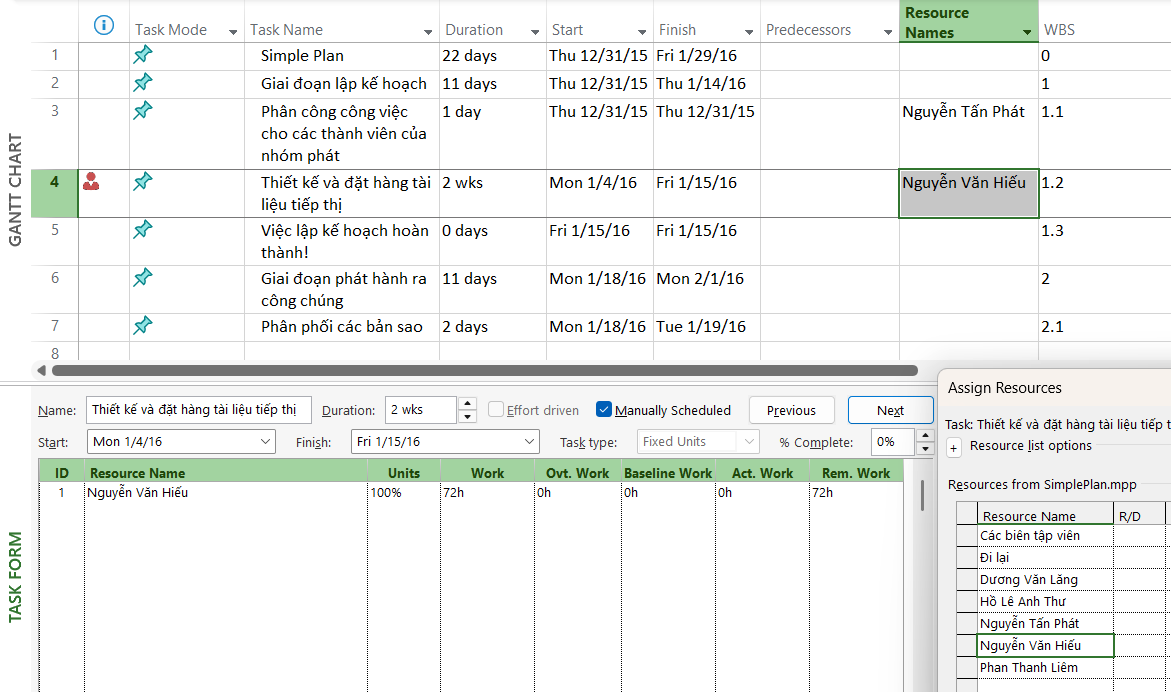 Task Mode Task Name Duration Start Finish Predecessors Resource Names WBS
1 Simple Plan 22 days Thu 12/31/15 Fri 1/29/16 0
2 Giai đoạn lập kế hoạch 11 days Thu 12/31/15 Thu 1/14/16 1
3 Phân công công việc 1 day Thu 12/31/15 Thu 12/31/15 Nguyễn Tấn Phát 1.1
cho các thành viên của
nhóm phát
4 Thiết kế và đặt hàng tài 2 wks Mon 1/4/16 Fri 1/15/16 Nguyễn Văn Hiếu 1.2
liệu tiếp thị
5 Việc lập kế hoạch hoàn 0 days Fri 1/15/16 Fri 1/15/16 1.3
thành!
6 Giai đoạn phát hành ra 11 days Mon 1/18/16 Mon 2/1/16 2
công chúng
7 Phân phối các bản sao 2 days Mon 1/18/16 Tue 1/19/16 2.1
8
GANTT CHART
Name: Thiết kế và đặt hàng tài liệu tiếp thị Duration: 2 wks Effort driven Manually Scheduled Previous Next
Start: Mon 1/4/16 Finish: Fri 1/15/16 Task type: Fixed Units % Complete: 0%
ID Resource Name Units Work Ovt. Work Baseline Work Act. Work Rem. Work
1 Nguyễn Văn Hiếu 100% 72h 0h 0h 0h 72h
TASK FORM
Assign Resources
Task: Thiết kế và đặt hàng tài liệu tiếp t
+ Resource list options
Resources from SimplePlan.mpp
Resource Name R/D
Các biên tập viên
Đi lại
Dương Văn Lăng
Hồ Lê Anh Thư
Nguyễn Tấn Phát
Nguyễn Văn Hiếu
Phan Thanh Liêm